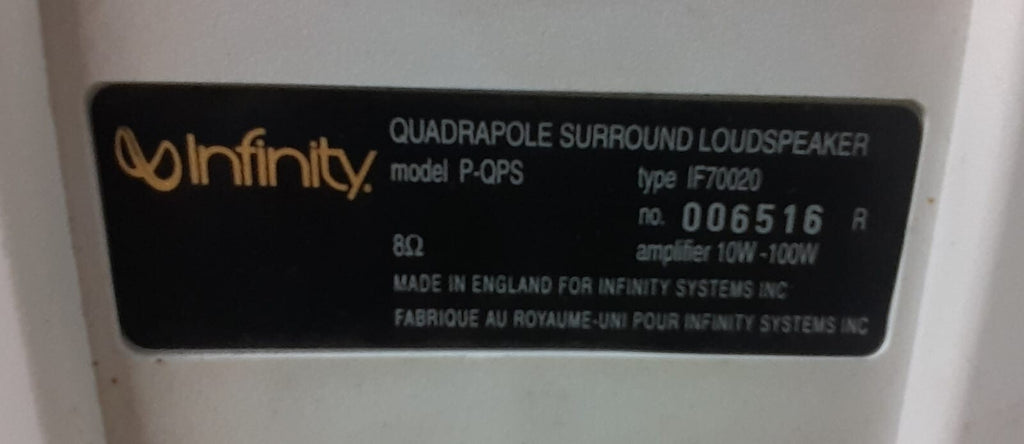 Infinity.
QUADRAPOLE SURROUND LOUDSPEAKER
model P-QPS type IF70020
no. 006516 R
8Ω amplifier 10W -100W
MADE IN ENGLAND FOR INFINITY SYSTEMS INC
FABRIQUE AU ROYAUME-UNI POUR INFINITY SYSTEMS INC